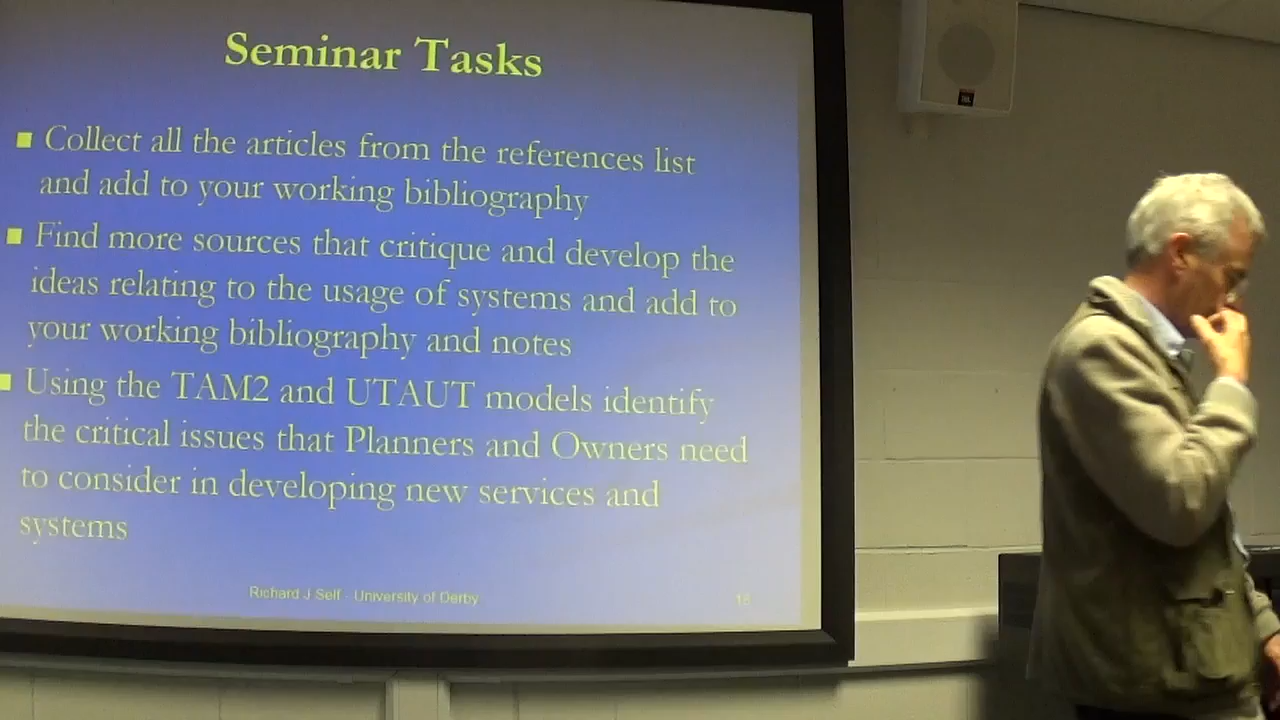 Seminar Tasks
Collect all the articles from the references list
and add to your working bibliography
Find more sources that critique and develop the
ideas relating to the usage of systems and add to
your working bibliography and notes
Using the TAM2 and UTAUT models identify
the critical issues that Planners and Owners need
to consider in developing new services and
systems
Richard J Self - University of Derby
JBL